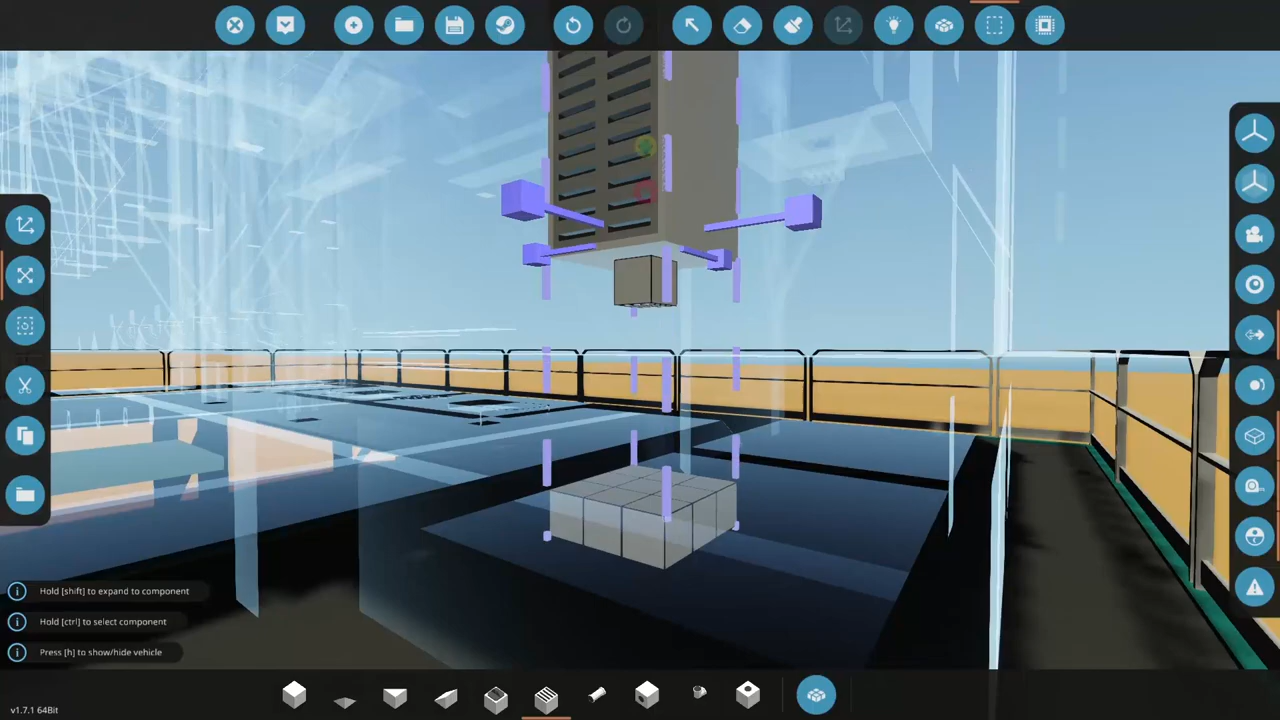 Hold [shift] to expand to component
Hold [ctrl] to select component
Press [h] to show/hide vehicle
v1.7.1 64Bit